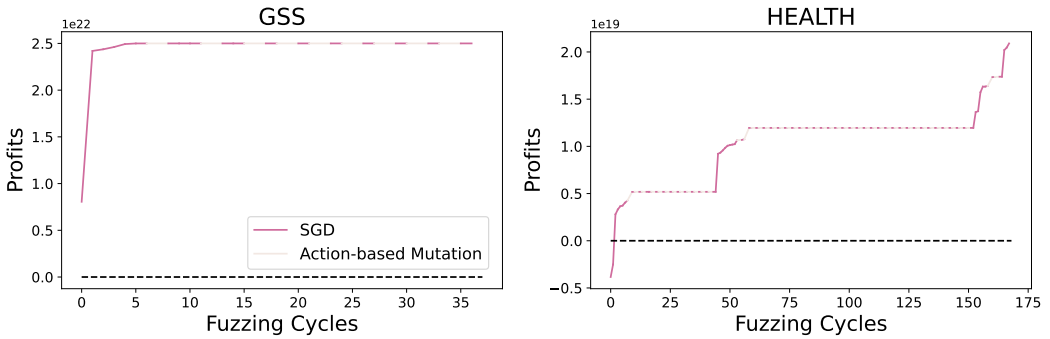 GSS
1e22
2.5
2.0
1.5
1.0
0.5
0.0
Profits
0 5 10 15 20 25 30 35
Fuzzing Cycles
SGD
Action-based Mutation
HEALTH
1e19
2.0
1.5
1.0
0.5
0.0
−0.5
Profits
0 25 50 75 100 125 150 175
Fuzzing Cycles